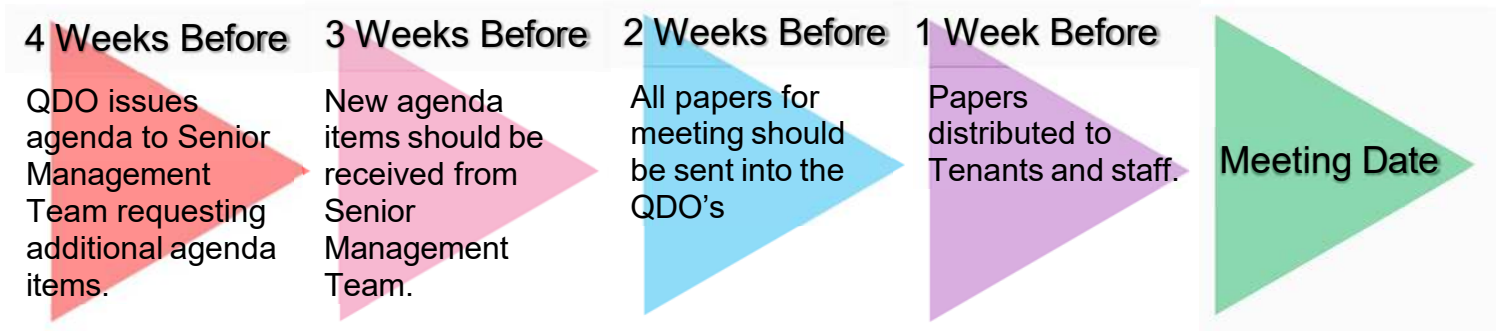 4 Weeks Before
QDO issues
agenda to Senior
Management
Team requesting
additional agenda
items.
3 Weeks Before
New agenda
items should be
received from
Senior
Management
Team.
2 Weeks Before
All papers for
meeting should
be sent into the
QDO’s
1 Week Before
Papers
distributed to
Tenants and staff.
Meeting Date